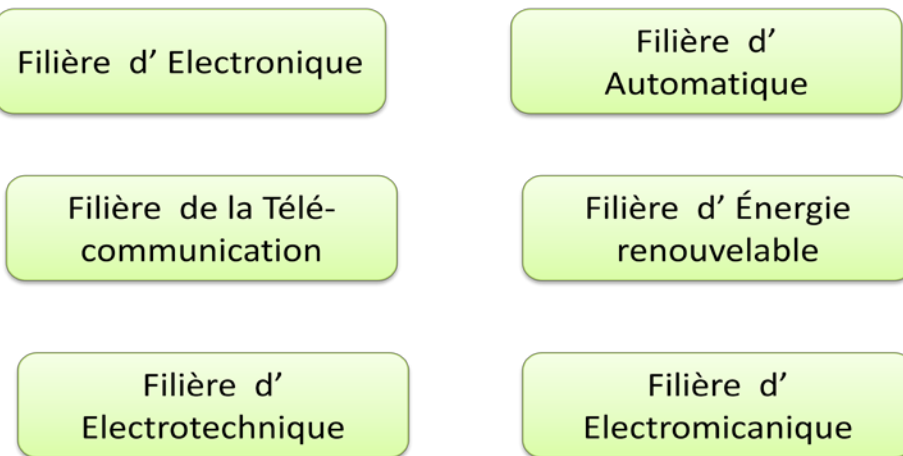 Filière  d’ Electronique
Filière  d’
Automatique
Filière  de la Télé-
communication
Filière  d’ Énergie
renouvelable
Filière  d’
Electrotechnique
Filière  d’
Electromicanique